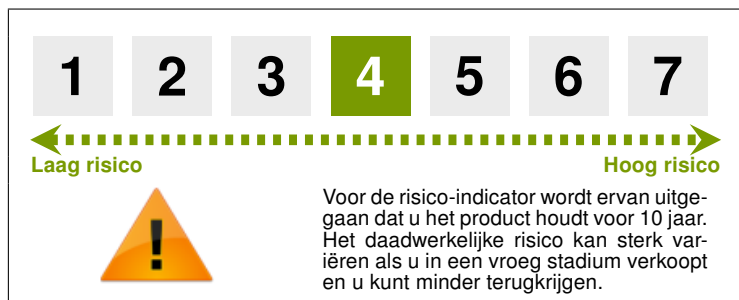 1 2 3 4 5 6 7
Laag risico Hoog risico
!
Voor de risico-indicator wordt ervan uitge-
gaan dat u het product houdt voor 10 jaar.
Het daadwerkelijke risico kan sterk var-
iëren als u in een vroeg stadium verkoopt
en u kunt minder terugkrijgen.